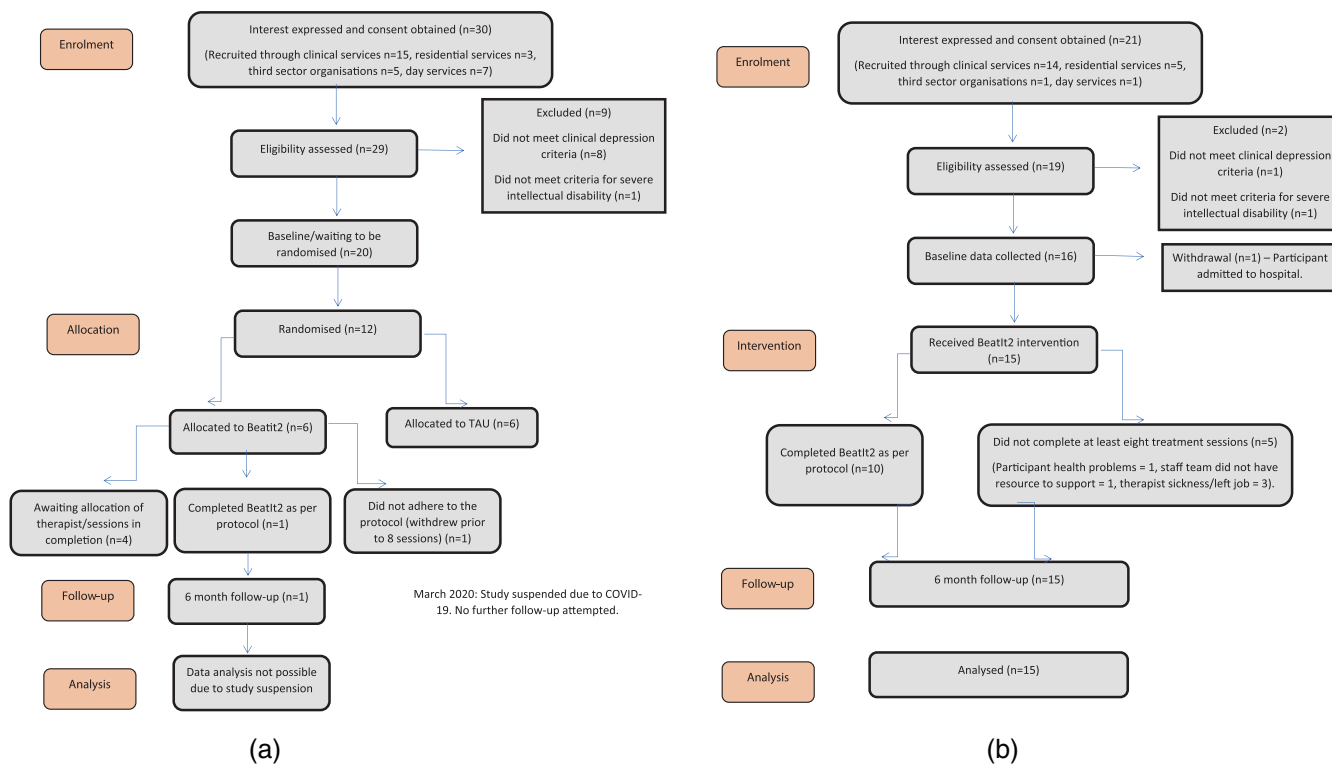 Enrolment
Interest expressed and consent obtained (n=30)
(Recruited through clinical services n=15, residential services n=3,
third sector organisations n=5, day services n=7)
Excluded (n=9)
Did not meet clinical depression
criteria (n=8)
Did not meet criteria for severe
intellectual disability (n=1)
Eligibility assessed (n=29)
Baseline/waiting to be
randomised (n=20)
Allocation
Randomised (n=12)
Allocated to Beatit2 (n=6)
Allocated to TAU (n=6)
Awaiting allocation of
therapist/sessions in
completion (n=4)
Completed BeatIt2 as per
protocol (n=1)
Did not adhere to the
protocol (withdrew prior
to 8 sessions) (n=1)
Follow-up
6 month follow-up (n=1)
March 2020: Study suspended due to COVID-
19. No further follow-up attempted.
Analysis
Data analysis not possible
due to study suspension
(a)
Enrolment
Interest expressed and consent obtained (n=21)
(Recruited through clinical services n=14, residential services n=5,
third sector organisations n=1, day services n=1)
Excluded (n=2)
Did not meet clinical depression
criteria (n=1)
Did not meet criteria for severe
intellectual disability (n=1)
Eligibility assessed (n=19)
Baseline data collected (n=16)
Withdrawal (n=1) – Participant
admitted to hospital.
Intervention
Received BeatIt2 intervention
(n=15)
Completed BeatIt2 as per
protocol (n=10)
Did not complete at least eight treatment sessions (n=5)
(Participant health problems = 1, staff team did not have
resource to support = 1, therapist sickness/left job = 3).
Follow-up
6 month follow-up (n=15)
Analysis
Analysed (n=15)
(b)